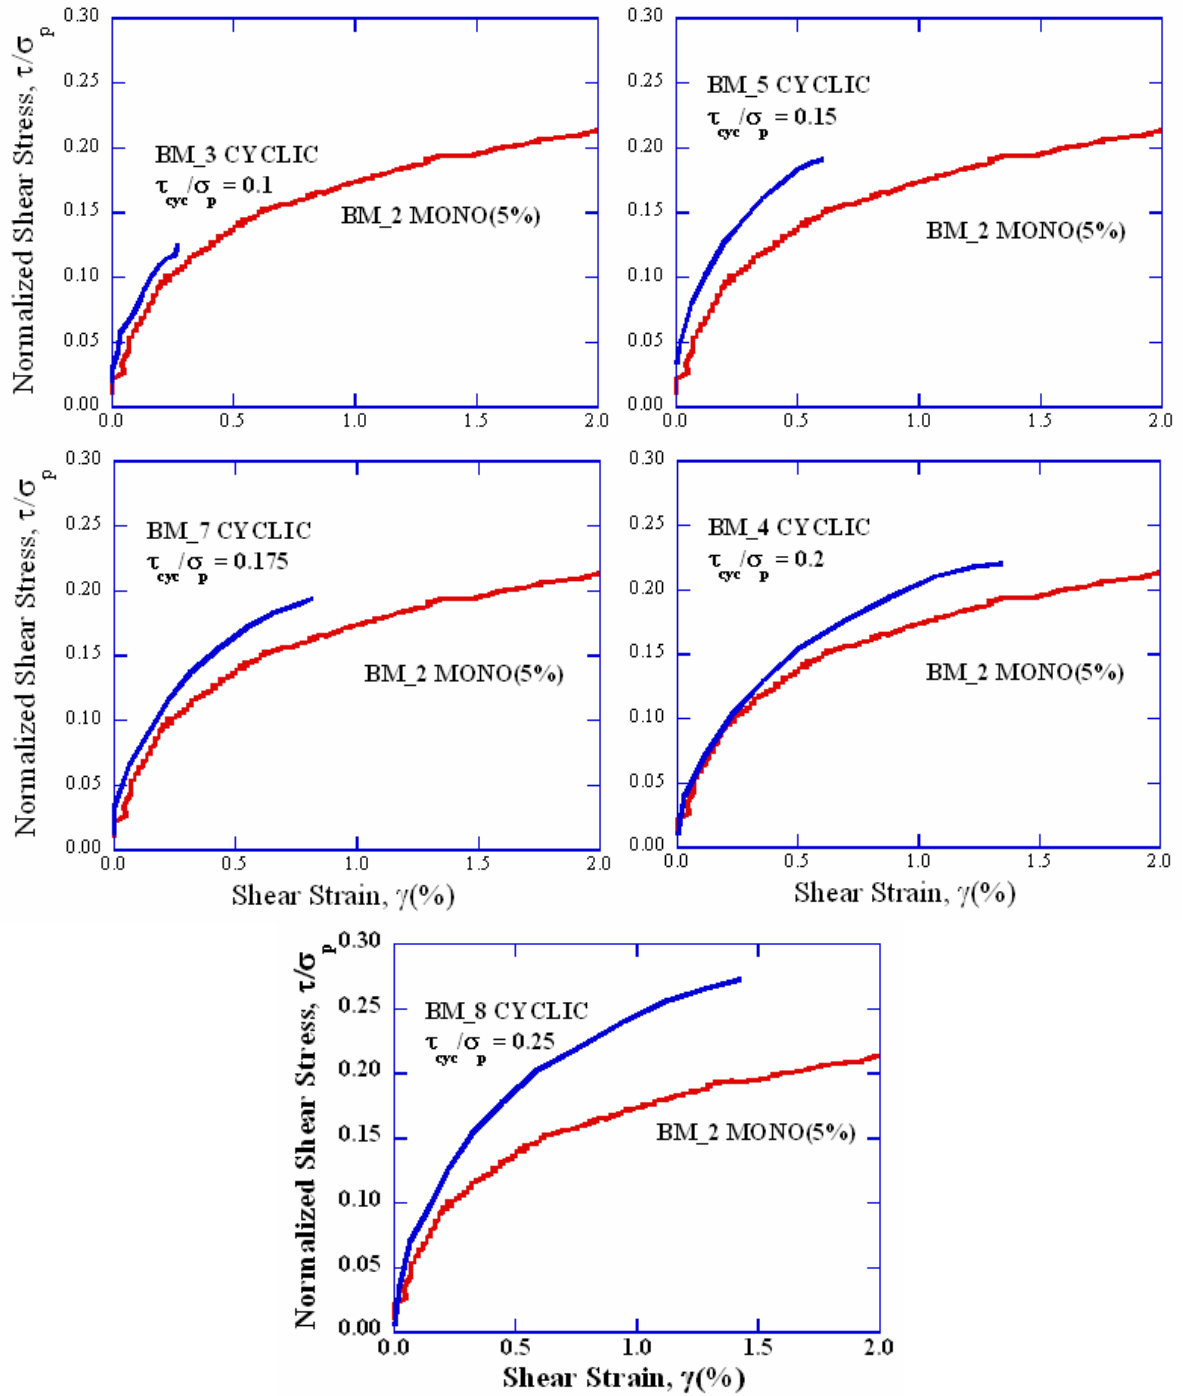 Normalized Shear Stress, τ/σp
0.30
0.25
0.20
0.15
0.10
0.05
0.00
BM_3 CYCLIC
τcyc/σp = 0.1
BM_2 MONO(5%)
0.0 0.5 1.0 1.5 2.0
0.30
0.25
0.20
0.15
0.10
0.05
0.00
BM_5 CYCLIC
τcyc/σp = 0.15
BM_2 MONO(5%)
0.0 0.5 1.0 1.5 2.0
Normalized Shear Stress, τ/σp
0.30
0.25
0.20
0.15
0.10
0.05
0.00
BM_7 CYCLIC
τcyc/σp = 0.175
BM_2 MONO(5%)
0.0 0.5 1.0 1.5 2.0
Shear Strain, γ(%)
0.30
0.25
0.20
0.15
0.10
0.05
0.00
BM_4 CYCLIC
τcyc/σp = 0.2
BM_2 MONO(5%)
0.0 0.5 1.0 1.5 2.0
Shear Strain, γ(%)
Normalized Shear Stress, τ/σp
0.30
0.25
0.20
0.15
0.10
0.05
0.00
BM_8 CYCLIC
τcyc/σp = 0.25
BM_2 MONO(5%)
0.0 0.5 1.0 1.5 2.0
Shear Strain, γ(%)